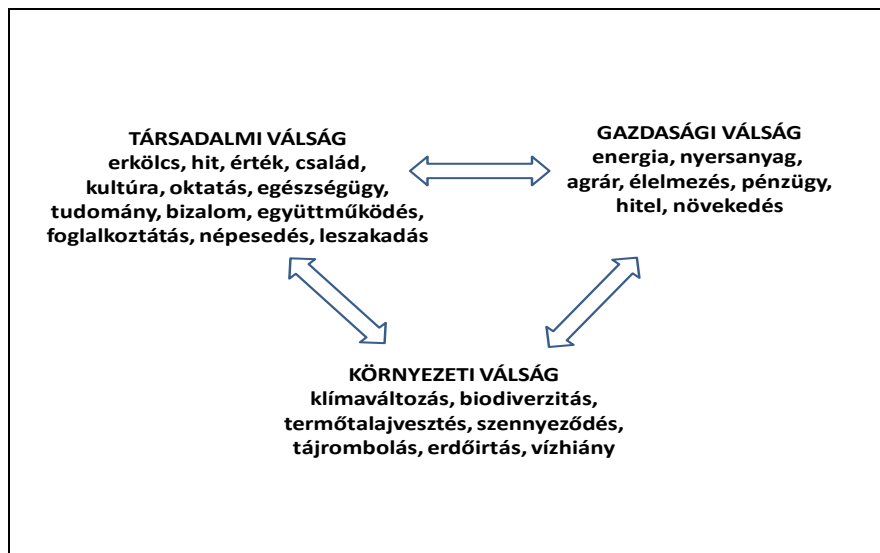 TÁRSADALMI VÁLSÁG
erkölcs, hit, érték, család,
kultúra, oktatás, egészségügy,
tudomány, bizalom, együttműködés,
foglalkoztátás, népesedés, leszakadás
GAZDASÁGI VÁLSÁG
energia, nyersanyag,
agrár, élelmezés, pénzügy,
hitel, növekedés
KÖRNYEZETI VÁLSÁG
klímaváltozás, biodiverzitás,
termőtalajvesztés, szennyeződés,
tájrombolás, erdőirtás, vízhiány